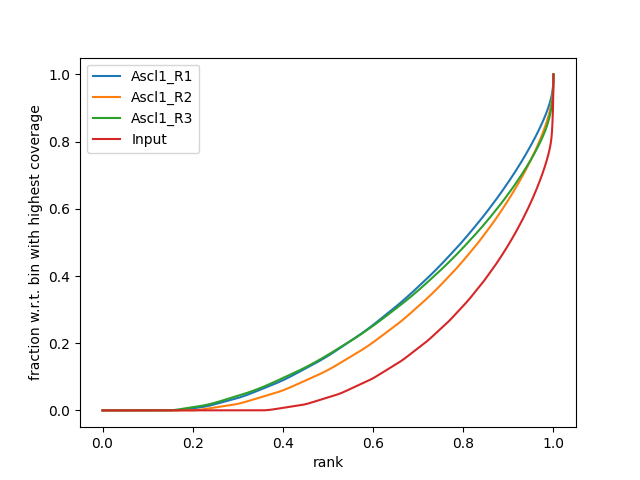 Ascl1_R1
Ascl1_R2
Ascl1_R3
Input
1.0
0.8
0.6
0.4
0.2
0.0
fraction w.r.t. bin with highest coverage
0.0 0.2 0.4 0.6 0.8 1.0
rank